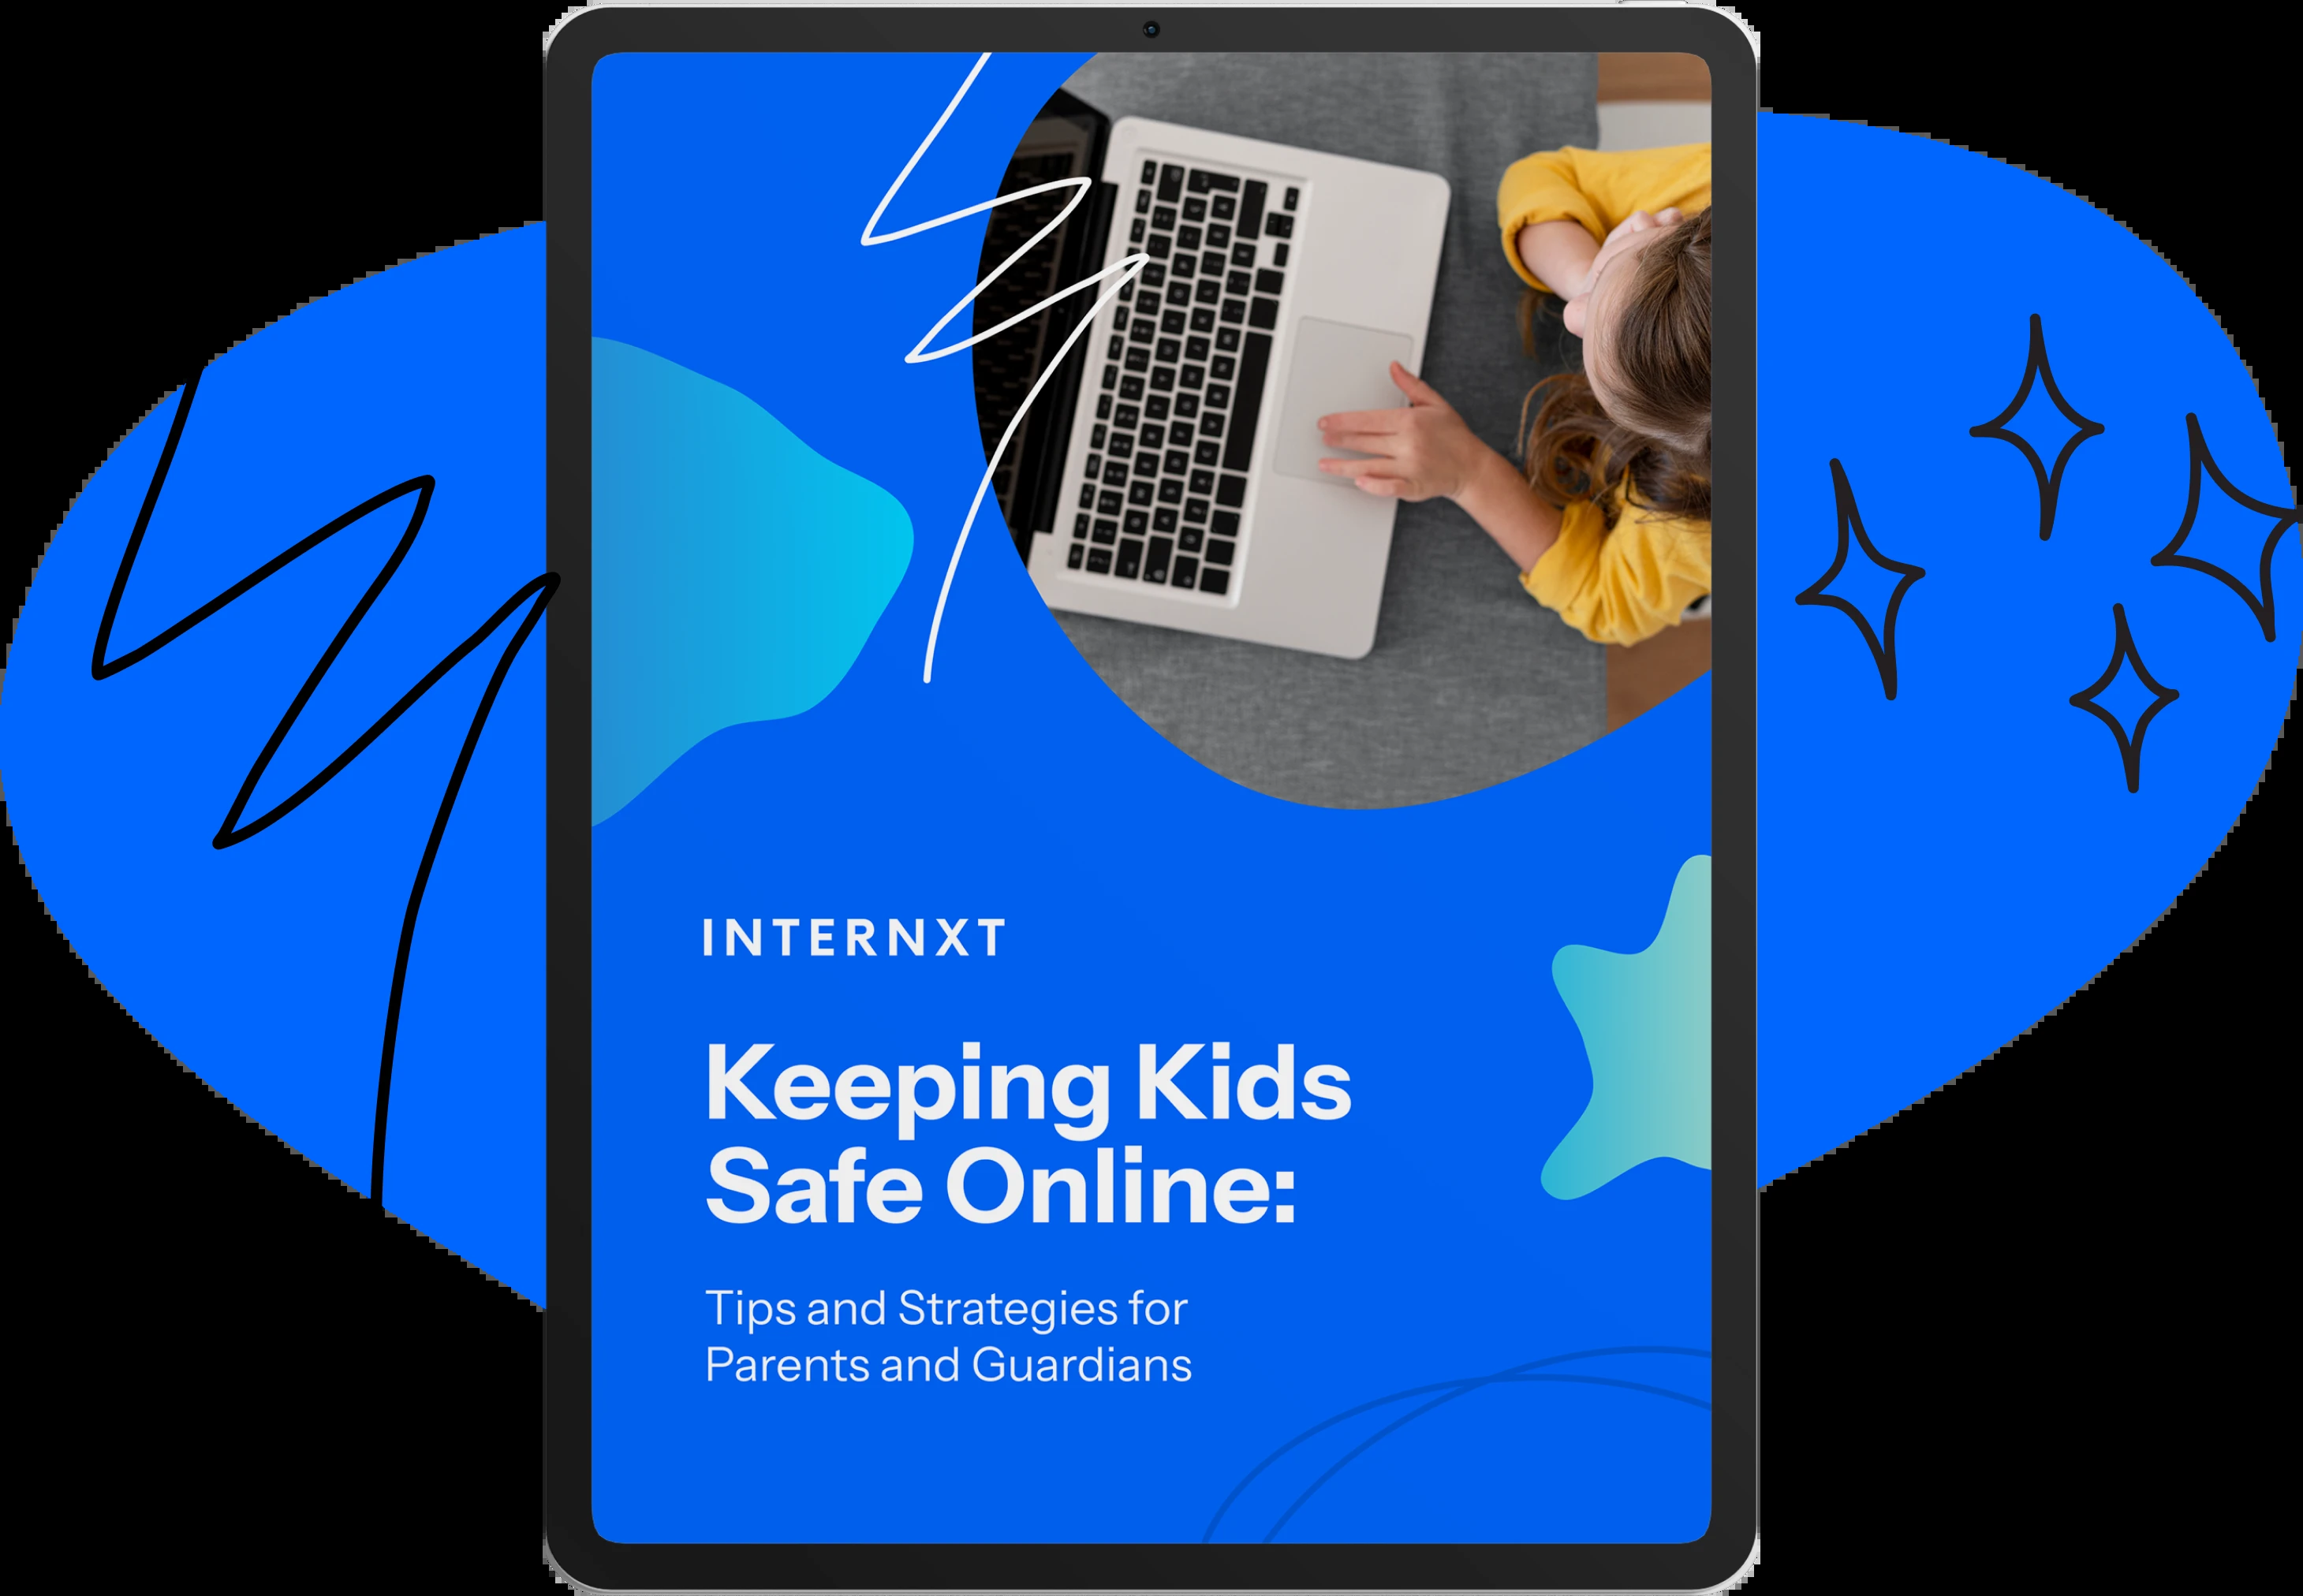 INTERNXT
Keeping Kids
Safe Online:
Tips and Strategies for
Parents and Guardians